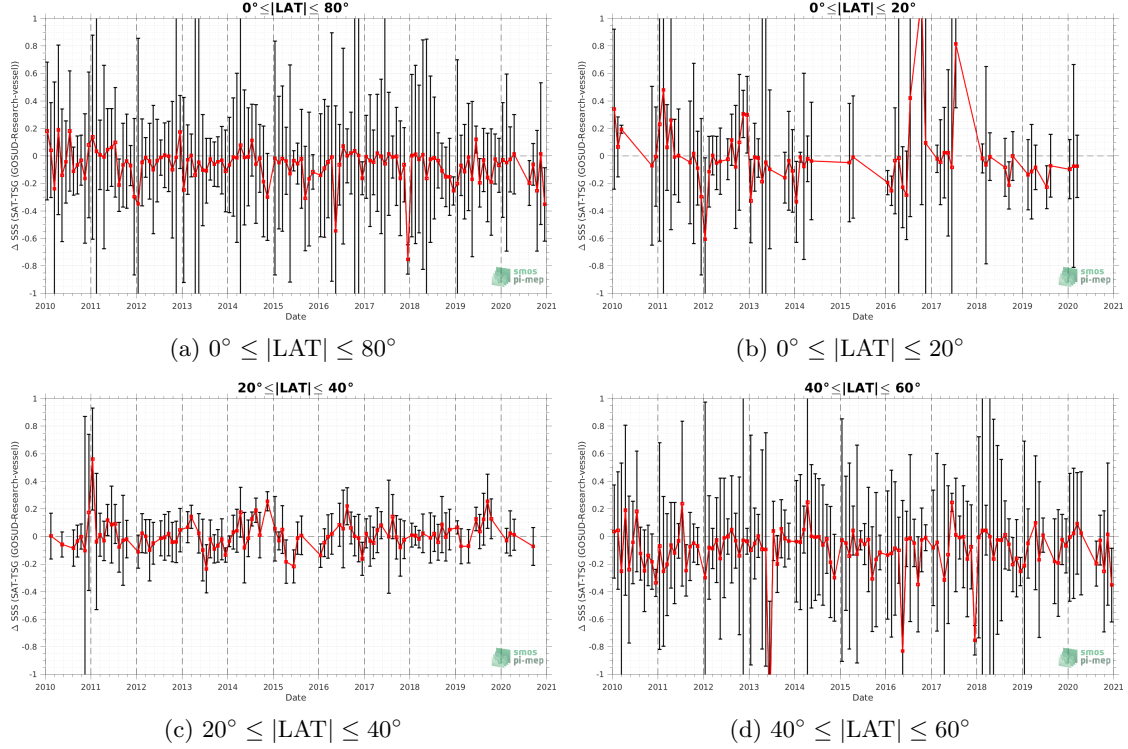 0°≤|LAT|≤ 80°
Δ SSS (SAT-TSG (GOSUD-Research-vessel))
1
0.8
0.6
0.4
0.2
0
-0.2
-0.4
-0.6
-0.8
-1
2010 2011 2012 2013 2014 2015 2016 2017 2018 2019 2020 2021
Date
smos
pi-mep
(a) 0° ≤ |LAT| ≤ 80°
0°≤|LAT|≤ 20°
Δ SSS (SAT-TSG (GOSUD-Research-vessel))
1
0.8
0.6
0.4
0.2
0
-0.2
-0.4
-0.6
-0.8
-1
2010 2011 2012 2013 2014 2015 2016 2017 2018 2019 2020 2021
Date
smos
pi-mep
(b) 0° ≤ |LAT| ≤ 20°
20°≤|LAT|≤ 40°
Δ SSS (SAT-TSG (GOSUD-Research-vessel))
1
0.8
0.6
0.4
0.2
0
-0.2
-0.4
-0.6
-0.8
-1
2010 2011 2012 2013 2014 2015 2016 2017 2018 2019 2020 2021
Date
smos
pi-mep
(c) 20° ≤ |LAT| ≤ 40°
40°≤|LAT|≤ 60°
Δ SSS (SAT-TSG (GOSUD-Research-vessel))
1
0.8
0.6
0.4
0.2
0
-0.2
-0.4
-0.6
-0.8
-1
2010 2011 2012 2013 2014 2015 2016 2017 2018 2019 2020 2021
Date
smos
pi-mep
(d) 40° ≤ |LAT| ≤ 60°